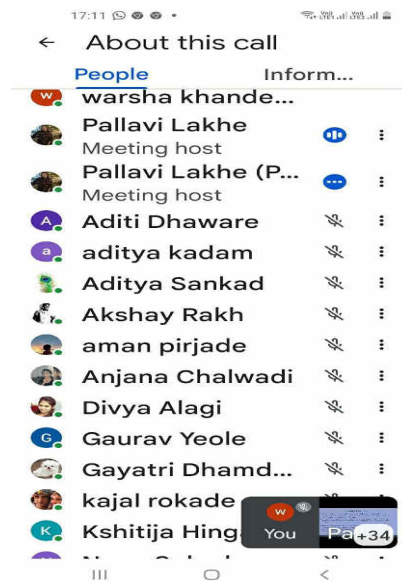 17:11
About this call
People Inform...
w warsha khande...
Pallavi Lakhe
Meeting host
Pallavi Lakhe (P...
Meeting host
A Aditi Dhaware
a aditya kadam
Aditya Sankad
Akshay Rakh
aman pirjade
Anjana Chalwadi
Divya Alagi
G Gaurav Yeole
Gayatri Dhamd...
kajal rokade
w
K Kshitija Hing
You Pa +34